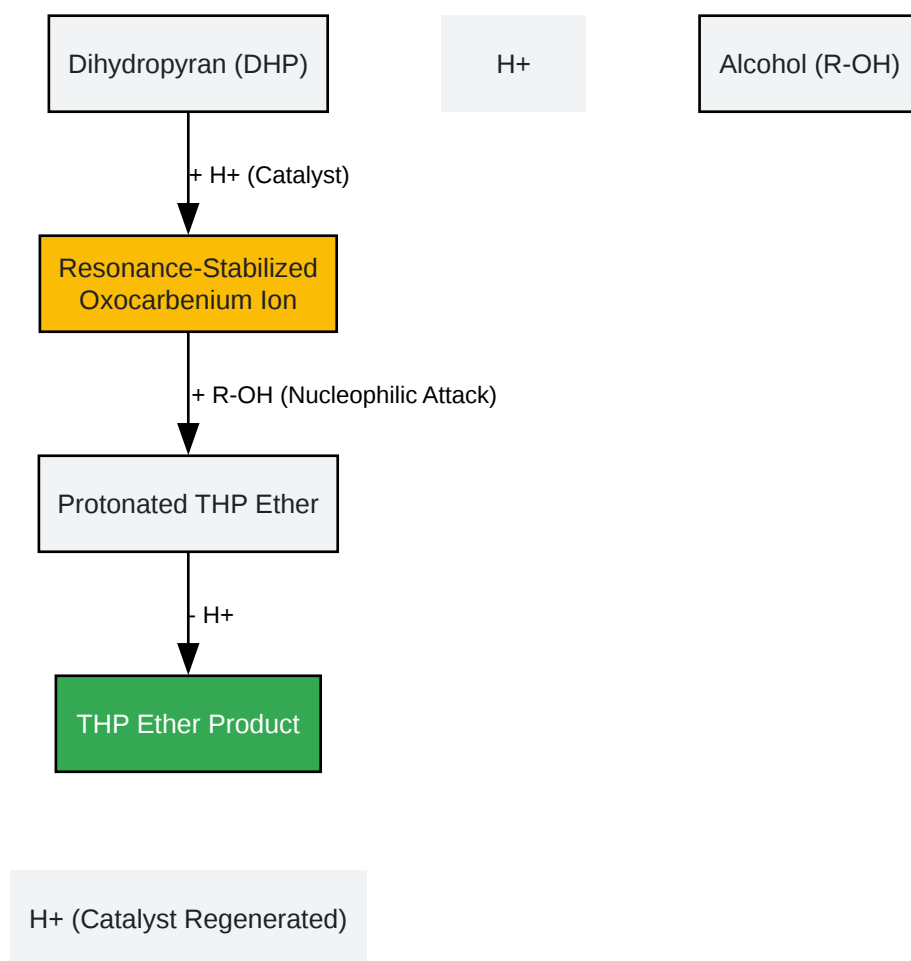 Dihydropyran (DHP)
H+
Alcohol (R-OH)
+ H+ (Catalyst)
Resonance-Stabilized
Oxocarbenium Ion
+ R-OH (Nucleophilic Attack)
Protonated THP Ether
- H+
THP Ether Product
H+ (Catalyst Regenerated)